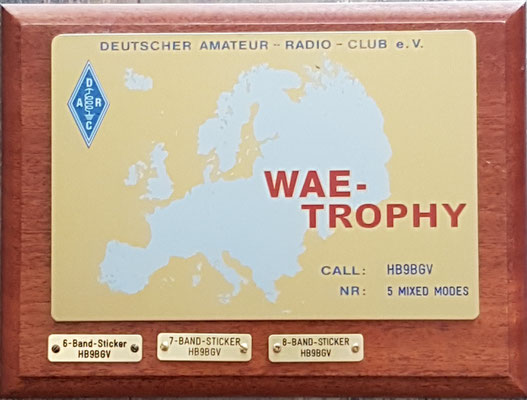 DEUTSCHER AMATEUR - RADIO - CLUB e.V.
D
A R
C
WAE-
TROPHY
CALL: HB9BGV
NR: 5 MIXED MODES
6-Band-Sticker
HB9BGV
7-BAND-STICKER
HB9BGV
8-BAND-STICKER
HB9BGV